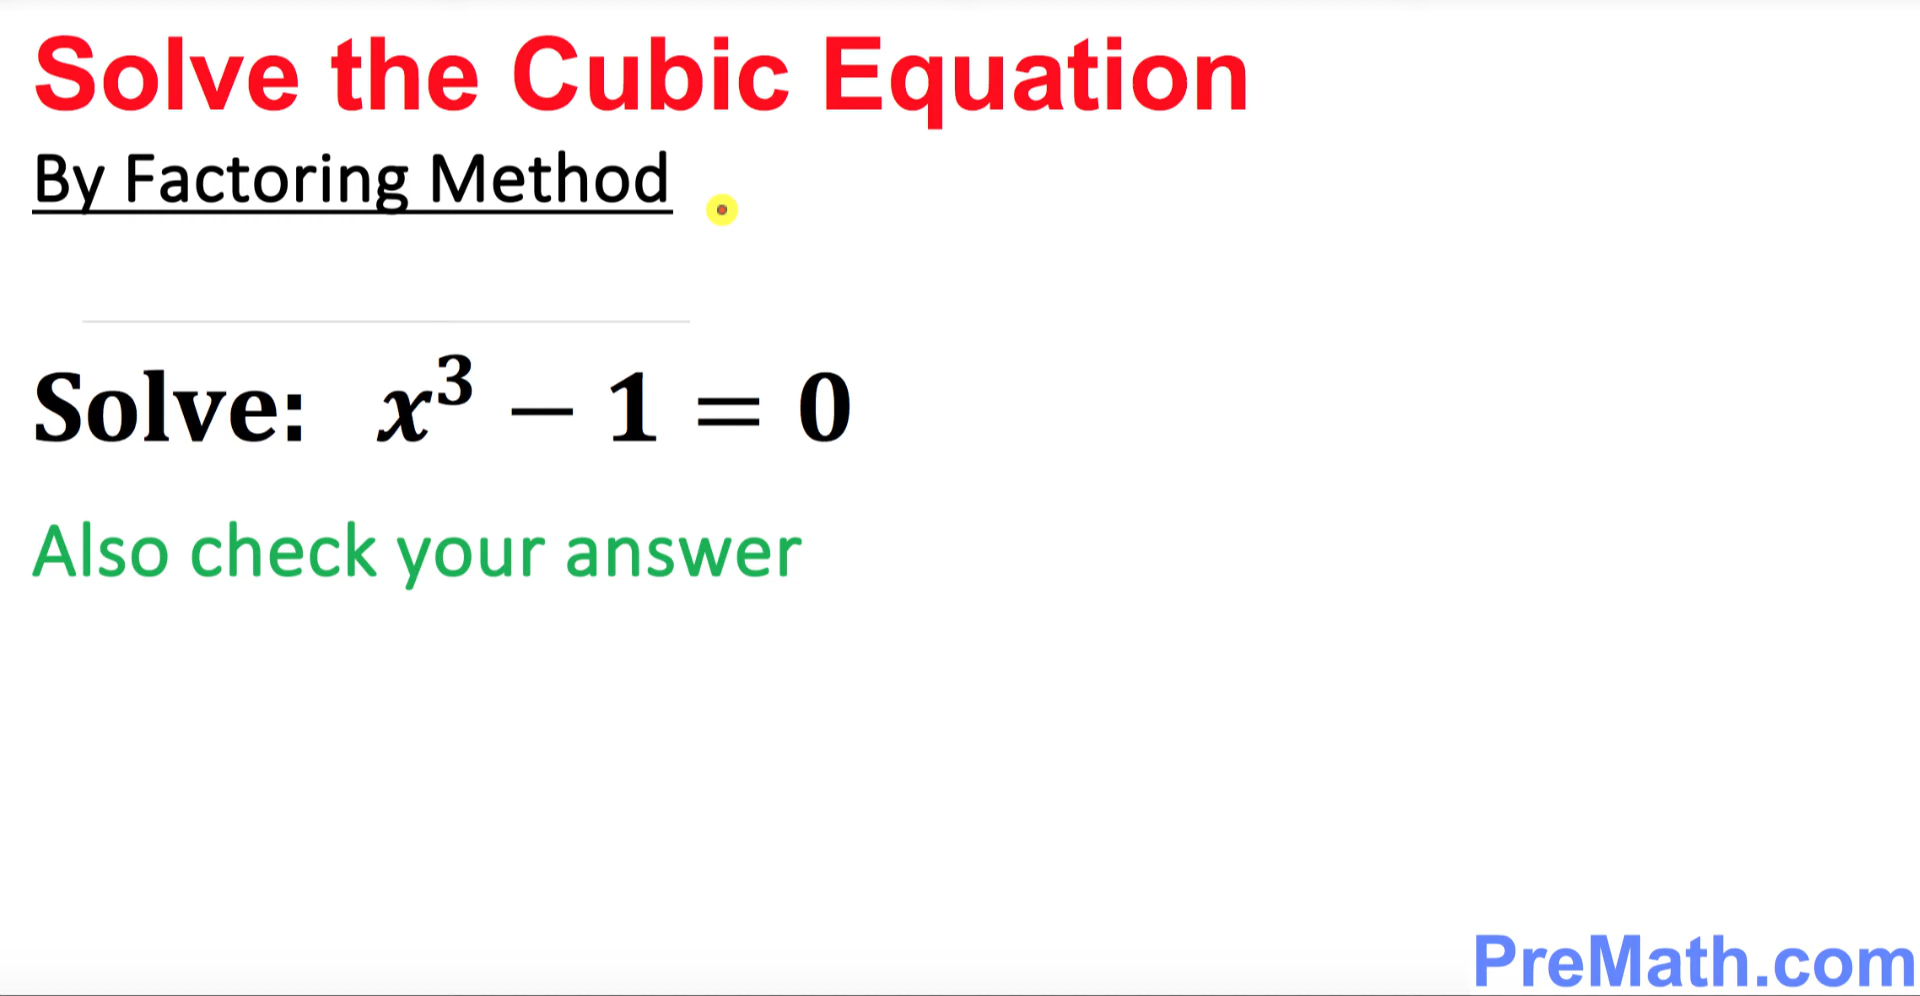 Solve the Cubic Equation
By Factoring Method
Solve: x³ − 1 = 0
Also check your answer
PreMath.com